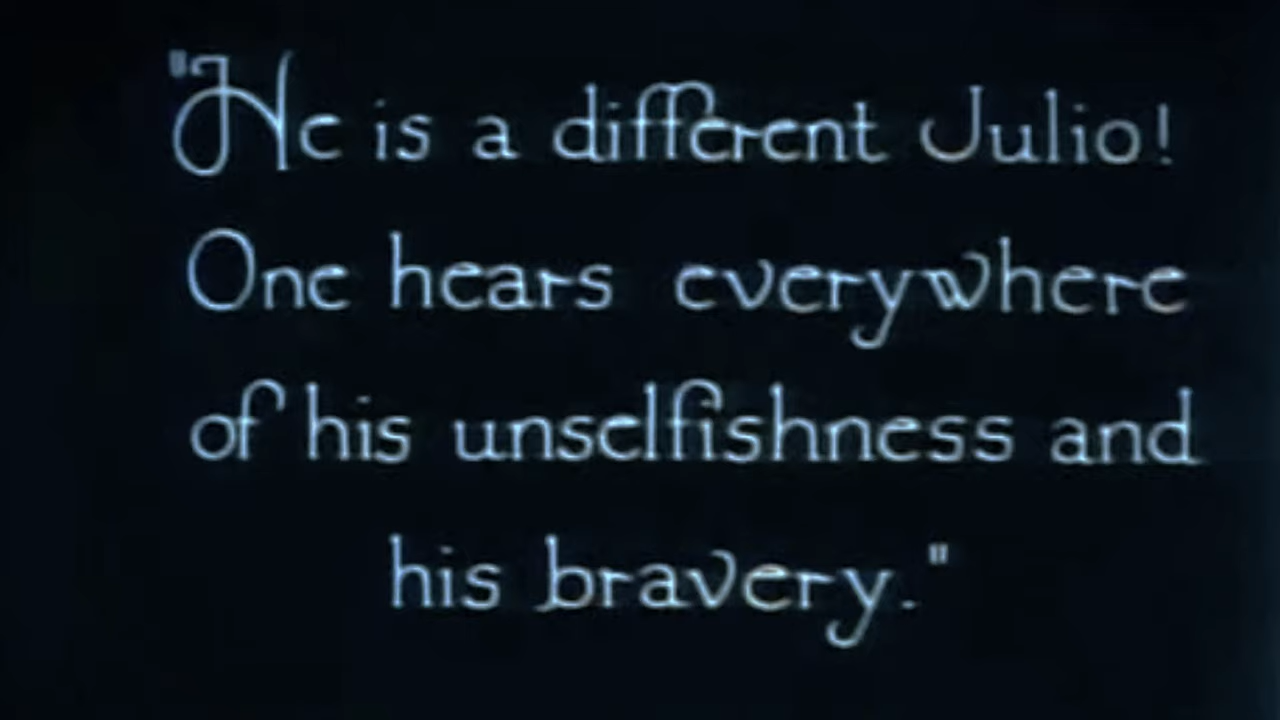 "He is a different Julio!
One hears everywhere
of his unselfishness and
his bravery."